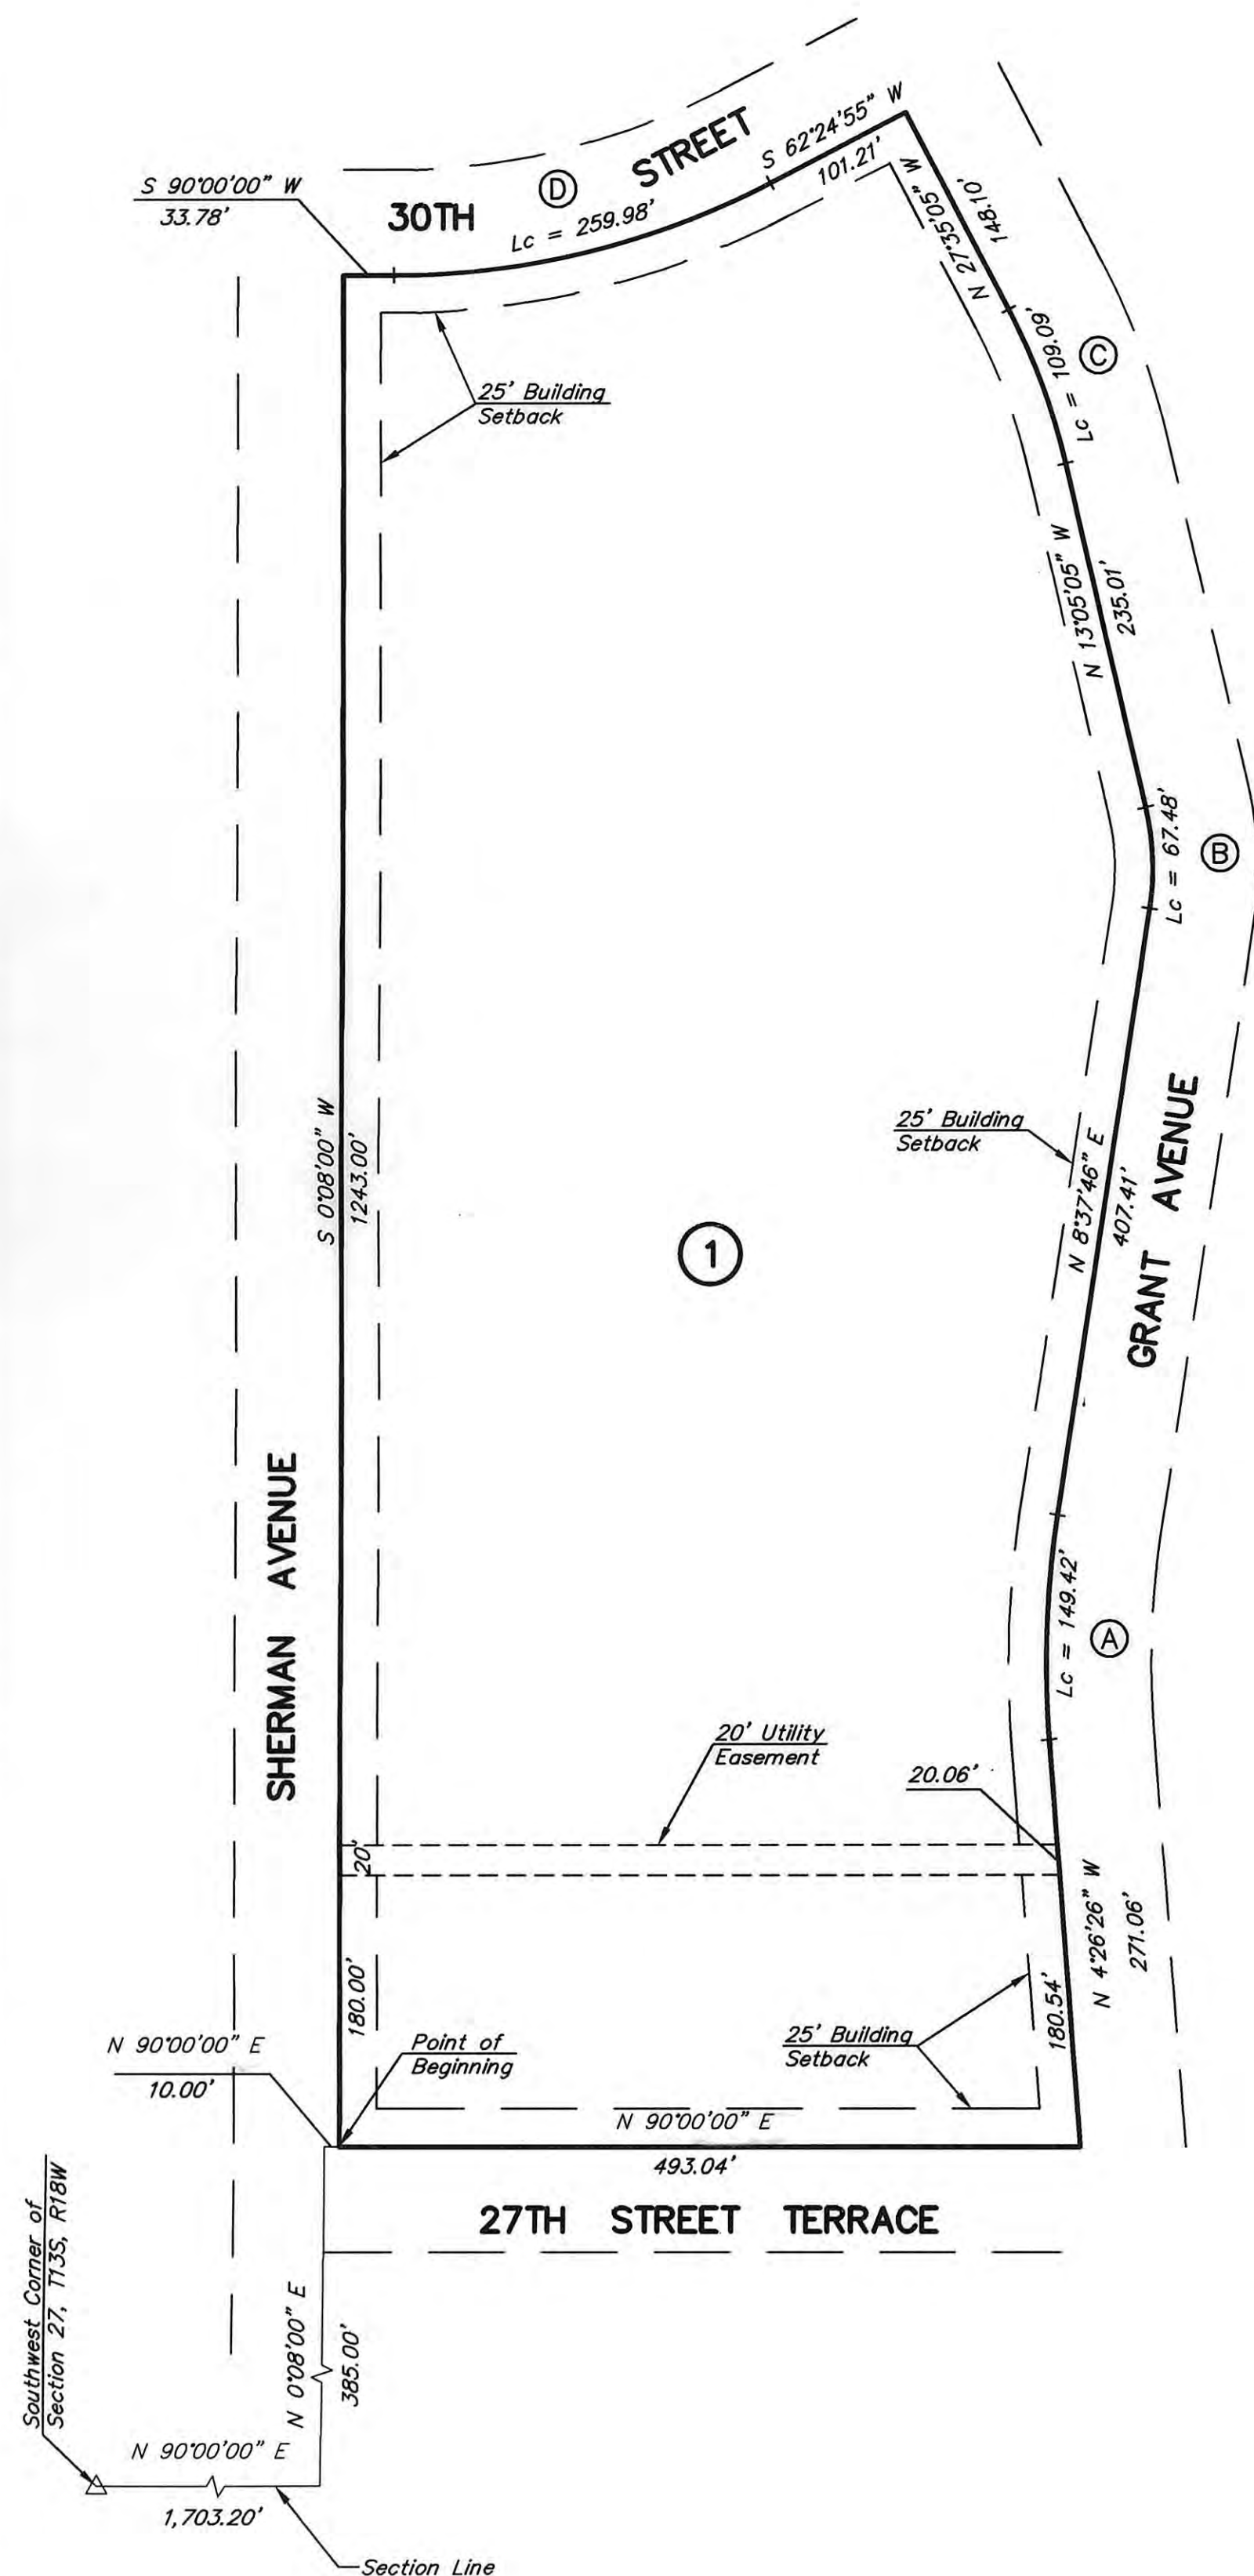 S 90°00'00" W
33.78'
30TH STREET
D
Lc = 259.98'
S 62°24'55" W
101.21'
N 27°35'05" W
148.10'
Lc = 109.09'
C
25' Building
Setback
N 13°05'05" W
235.01'
Lc = 67.48'
B
S 0°08'00" W
1243.00'
25' Building
Setback
N 8°37'46" E
407.41'
GRANT AVENUE
1
SHERMAN AVENUE
Lc = 149.42'
A
20' Utility
Easement
20.06'
20'
N 4°26'26" W
271.06'
180.00'
180.54'
N 90°00'00" E
10.00'
Point of
Beginning
25' Building
Setback
N 90°00'00" E
493.04'
27TH STREET TERRACE
Southwest Corner of
Section 27, T13S, R18W
N 0°08'00" E
385.00'
N 90°00'00" E
1,703.20'
Section Line